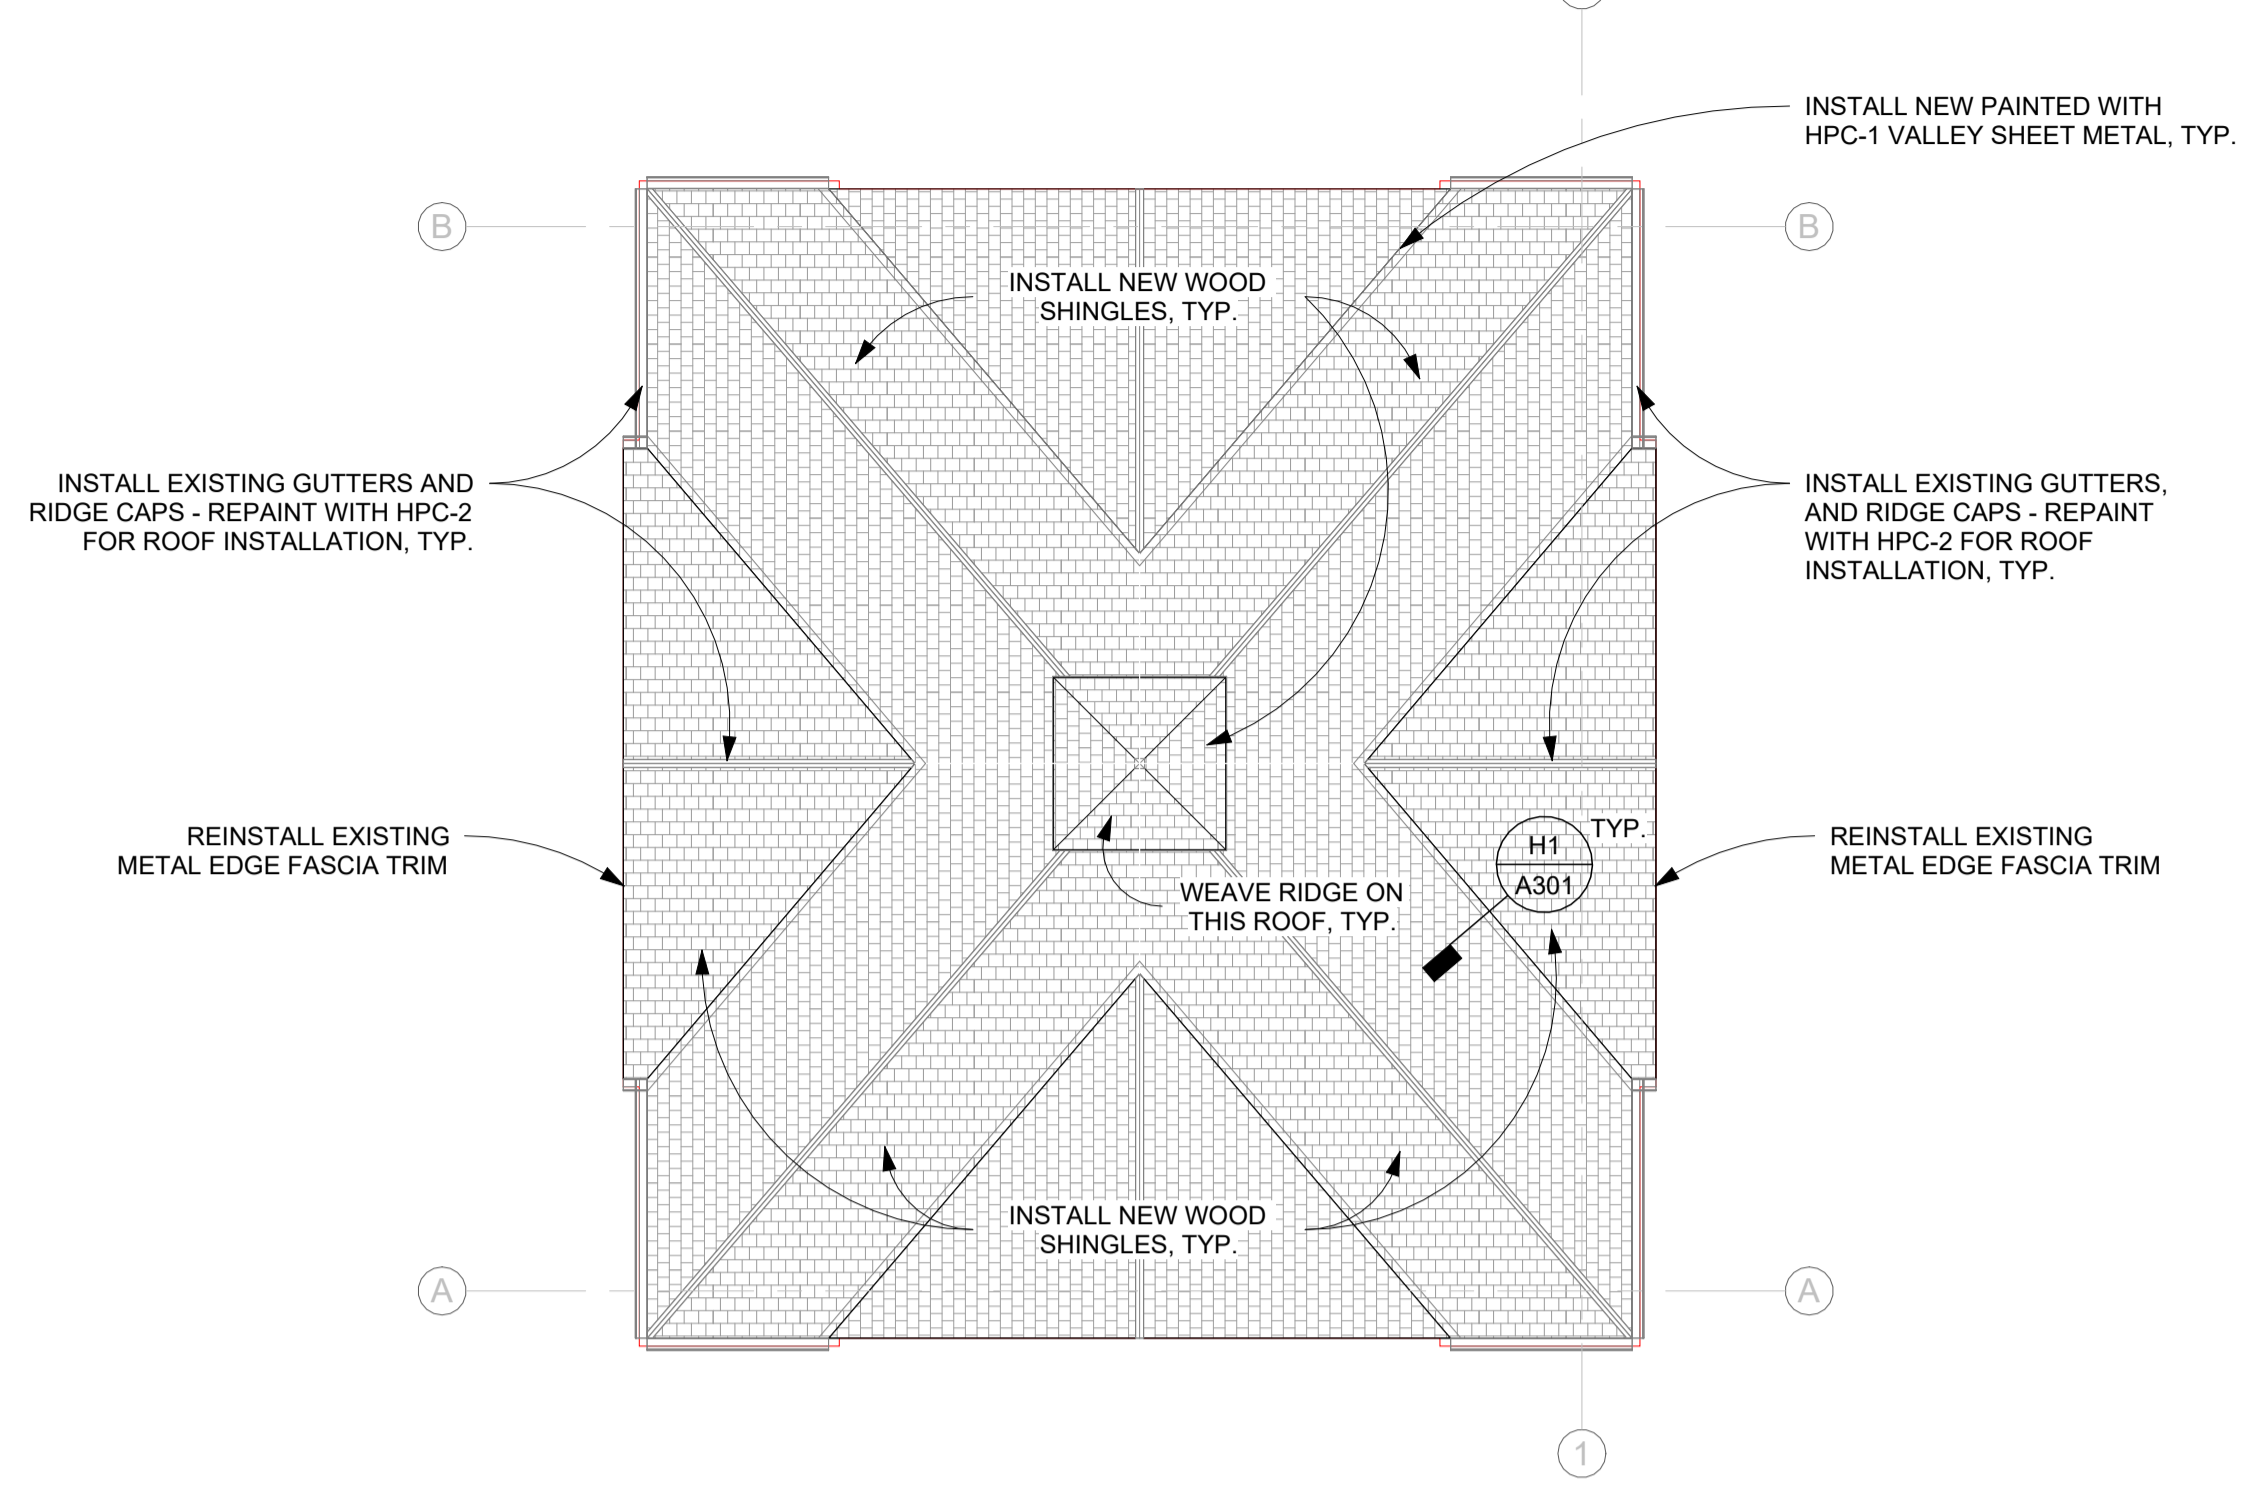 INSTALL NEW PAINTED WITH
HPC-1 VALLEY SHEET METAL, TYP.
B
B
INSTALL NEW WOOD
SHINGLES, TYP.
INSTALL EXISTING GUTTERS AND
RIDGE CAPS - REPAINT WITH HPC-2
FOR ROOF INSTALLATION, TYP.
INSTALL EXISTING GUTTERS,
AND RIDGE CAPS - REPAINT
WITH HPC-2 FOR ROOF
INSTALLATION, TYP.
REINSTALL EXISTING
METAL EDGE FASCIA TRIM
TYP.
H1
A301
REINSTALL EXISTING
METAL EDGE FASCIA TRIM
WEAVE RIDGE ON
THIS ROOF, TYP.
INSTALL NEW WOOD
SHINGLES, TYP.
A
A
1